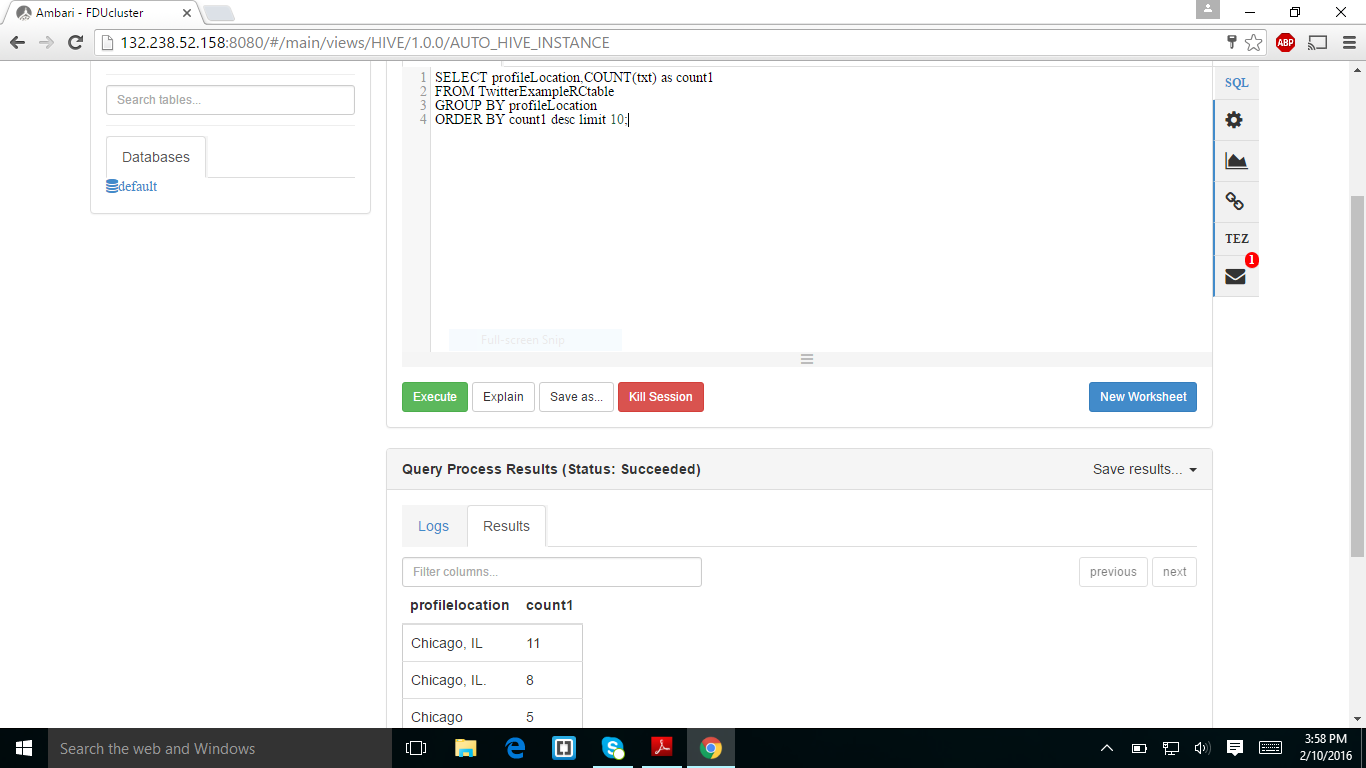 Ambari - FDUcluster
132.238.52.158:8080/#/main/views/HIVE/1.0.0/AUTO_HIVE_INSTANCE
ABP
Search tables...
Databases
default
1 SELECT profileLocation,COUNT(txt) as count1
2 FROM TwitterExampleRCtable
3 GROUP BY profileLocation
4 ORDER BY count1 desc limit 10;
SQL
TEZ
1
Full-screen Snip
Execute
Explain
Save as...
Kill Session
New Worksheet
Query Process Results (Status: Succeeded)
Save results...
Logs
Results
Filter columns...
previous
next
profilelocation count1
Chicago, IL 11
Chicago, IL. 8
Chicago 5
Search the web and Windows
3:58 PM
2/10/2016